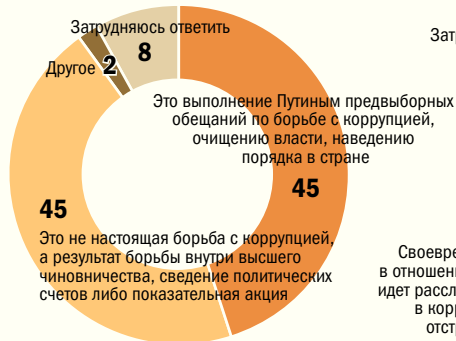 Затрудняюсь ответить
8
Другое 2
Это выполнение Путиным предвыборных
обещаний по борьбе с коррупцией,
очищению власти, наведению
порядка в стране
45
45
Это не настоящая борьба с коррупцией,
а результат борьбы внутри высшего
чиновничества, сведение политических
счетов либо показательная акция